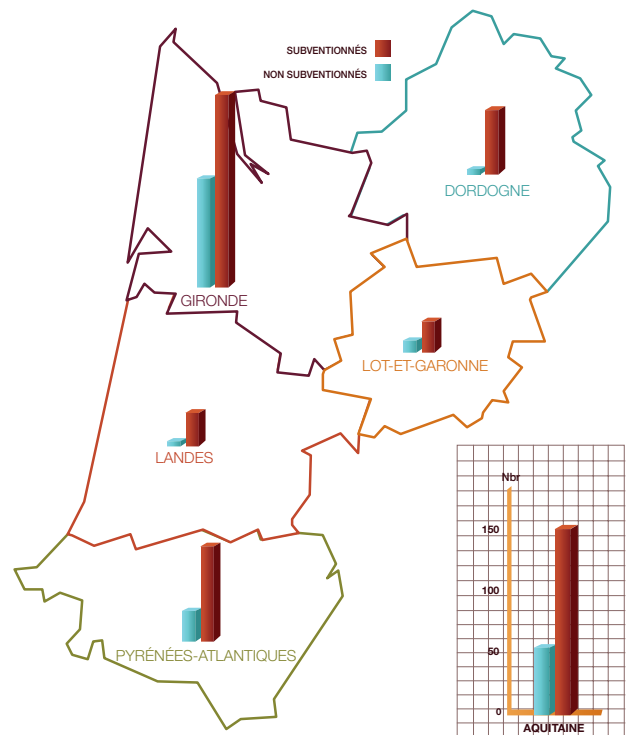 SUBVENTIONNÉS
NON SUBVENTIONNÉS
DORDOGNE
GIRONDE
LOT-ET-GARONNE
LANDES
PYRÉNÉES-ATLANTIQUES
Nbr
150
100
50
0
AQUITAINE